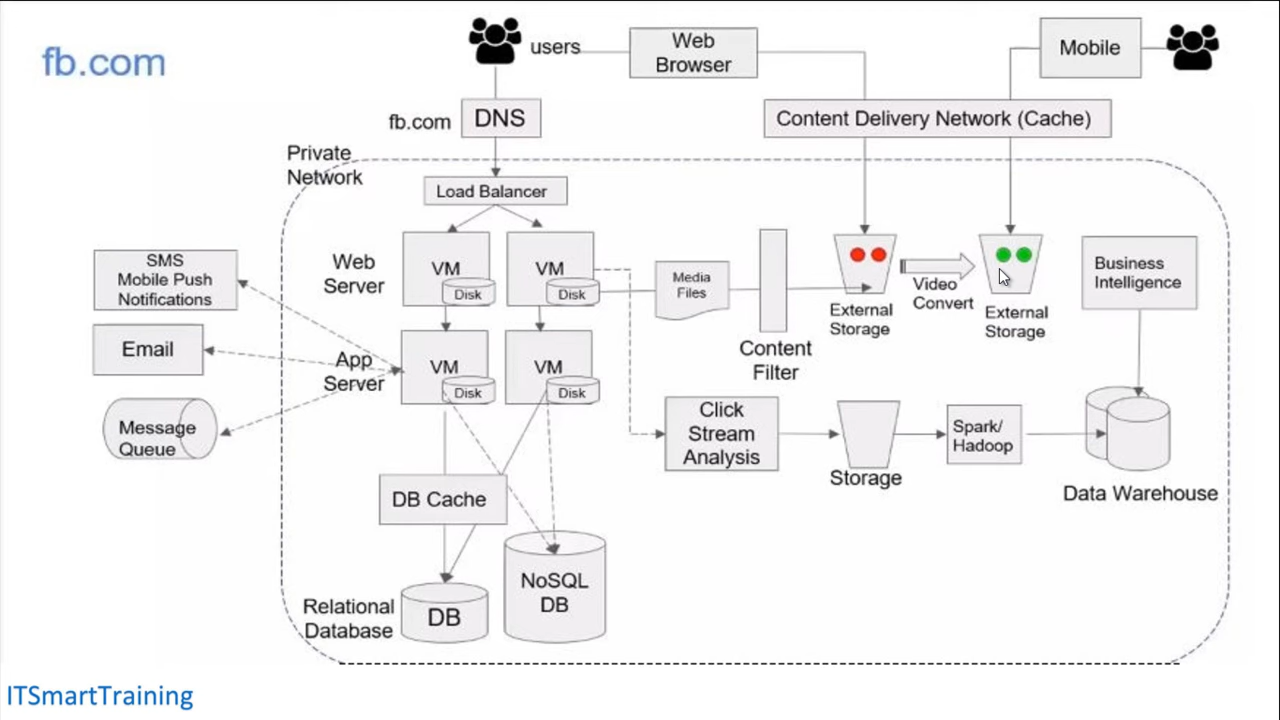 fb.com
users
Web
Browser
Mobile
fb.com
DNS
Content Delivery Network (Cache)
Private
Network
Load Balancer
Web
Server
VM
Disk
VM
Disk
SMS
Mobile Push
Notifications
Media
Files
Content
Filter
External
Storage
Video
Convert
External
Storage
Business
Intelligence
Email
App
Server
VM
Disk
VM
Disk
Message
Queue
Click
Stream
Analysis
Storage
Spark/
Hadoop
Data Warehouse
DB Cache
NoSQL
DB
Relational
Database
DB
ITSmartTraining